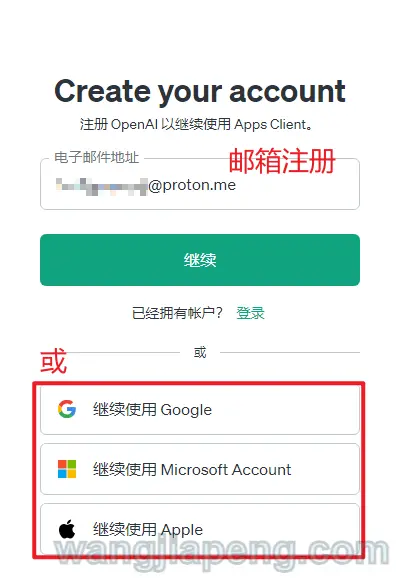 Create your account
注册 OpenAI 以继续使用 Apps Client。
电子邮件地址
邮箱注册
@proton.me
继续
已经拥有帐户？ 登录
或
或
继续使用 Google
继续使用 Microsoft Account
继续使用 Apple
wangjiapeng.com